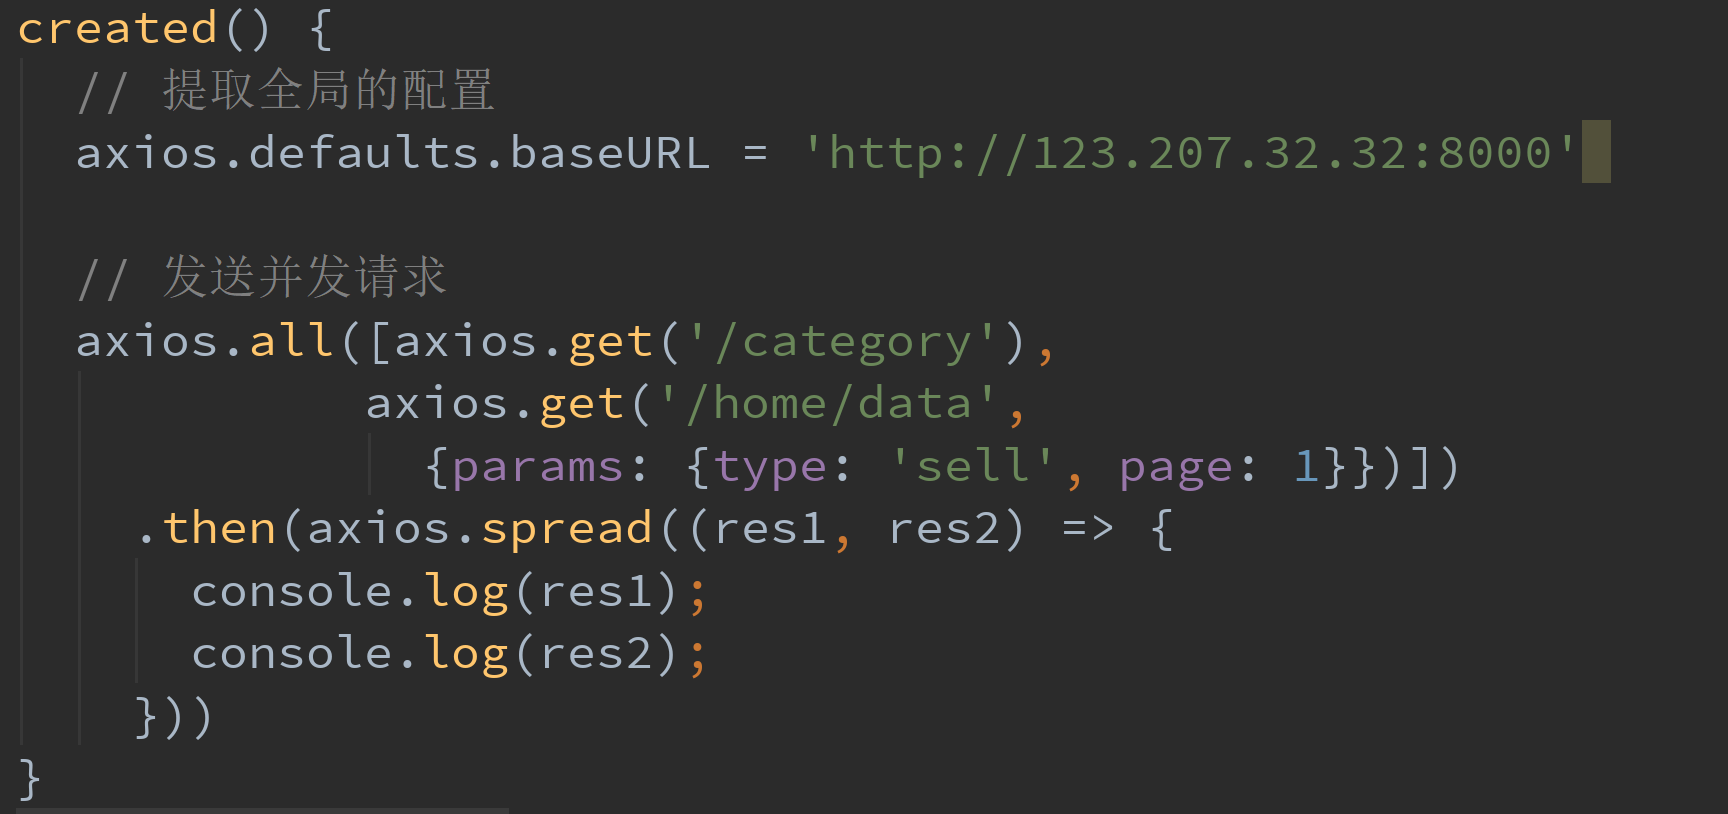 created() {
// 提取全局的配置
axios.defaults.baseURL = 'http://123.207.32.32:8000'
// 发送并发请求
axios.all([axios.get('/category'),
axios.get('/home/data',
{params: {type: 'sell', page: 1}})])
.then(axios.spread((res1, res2) => {
console.log(res1);
console.log(res2);
}))
}